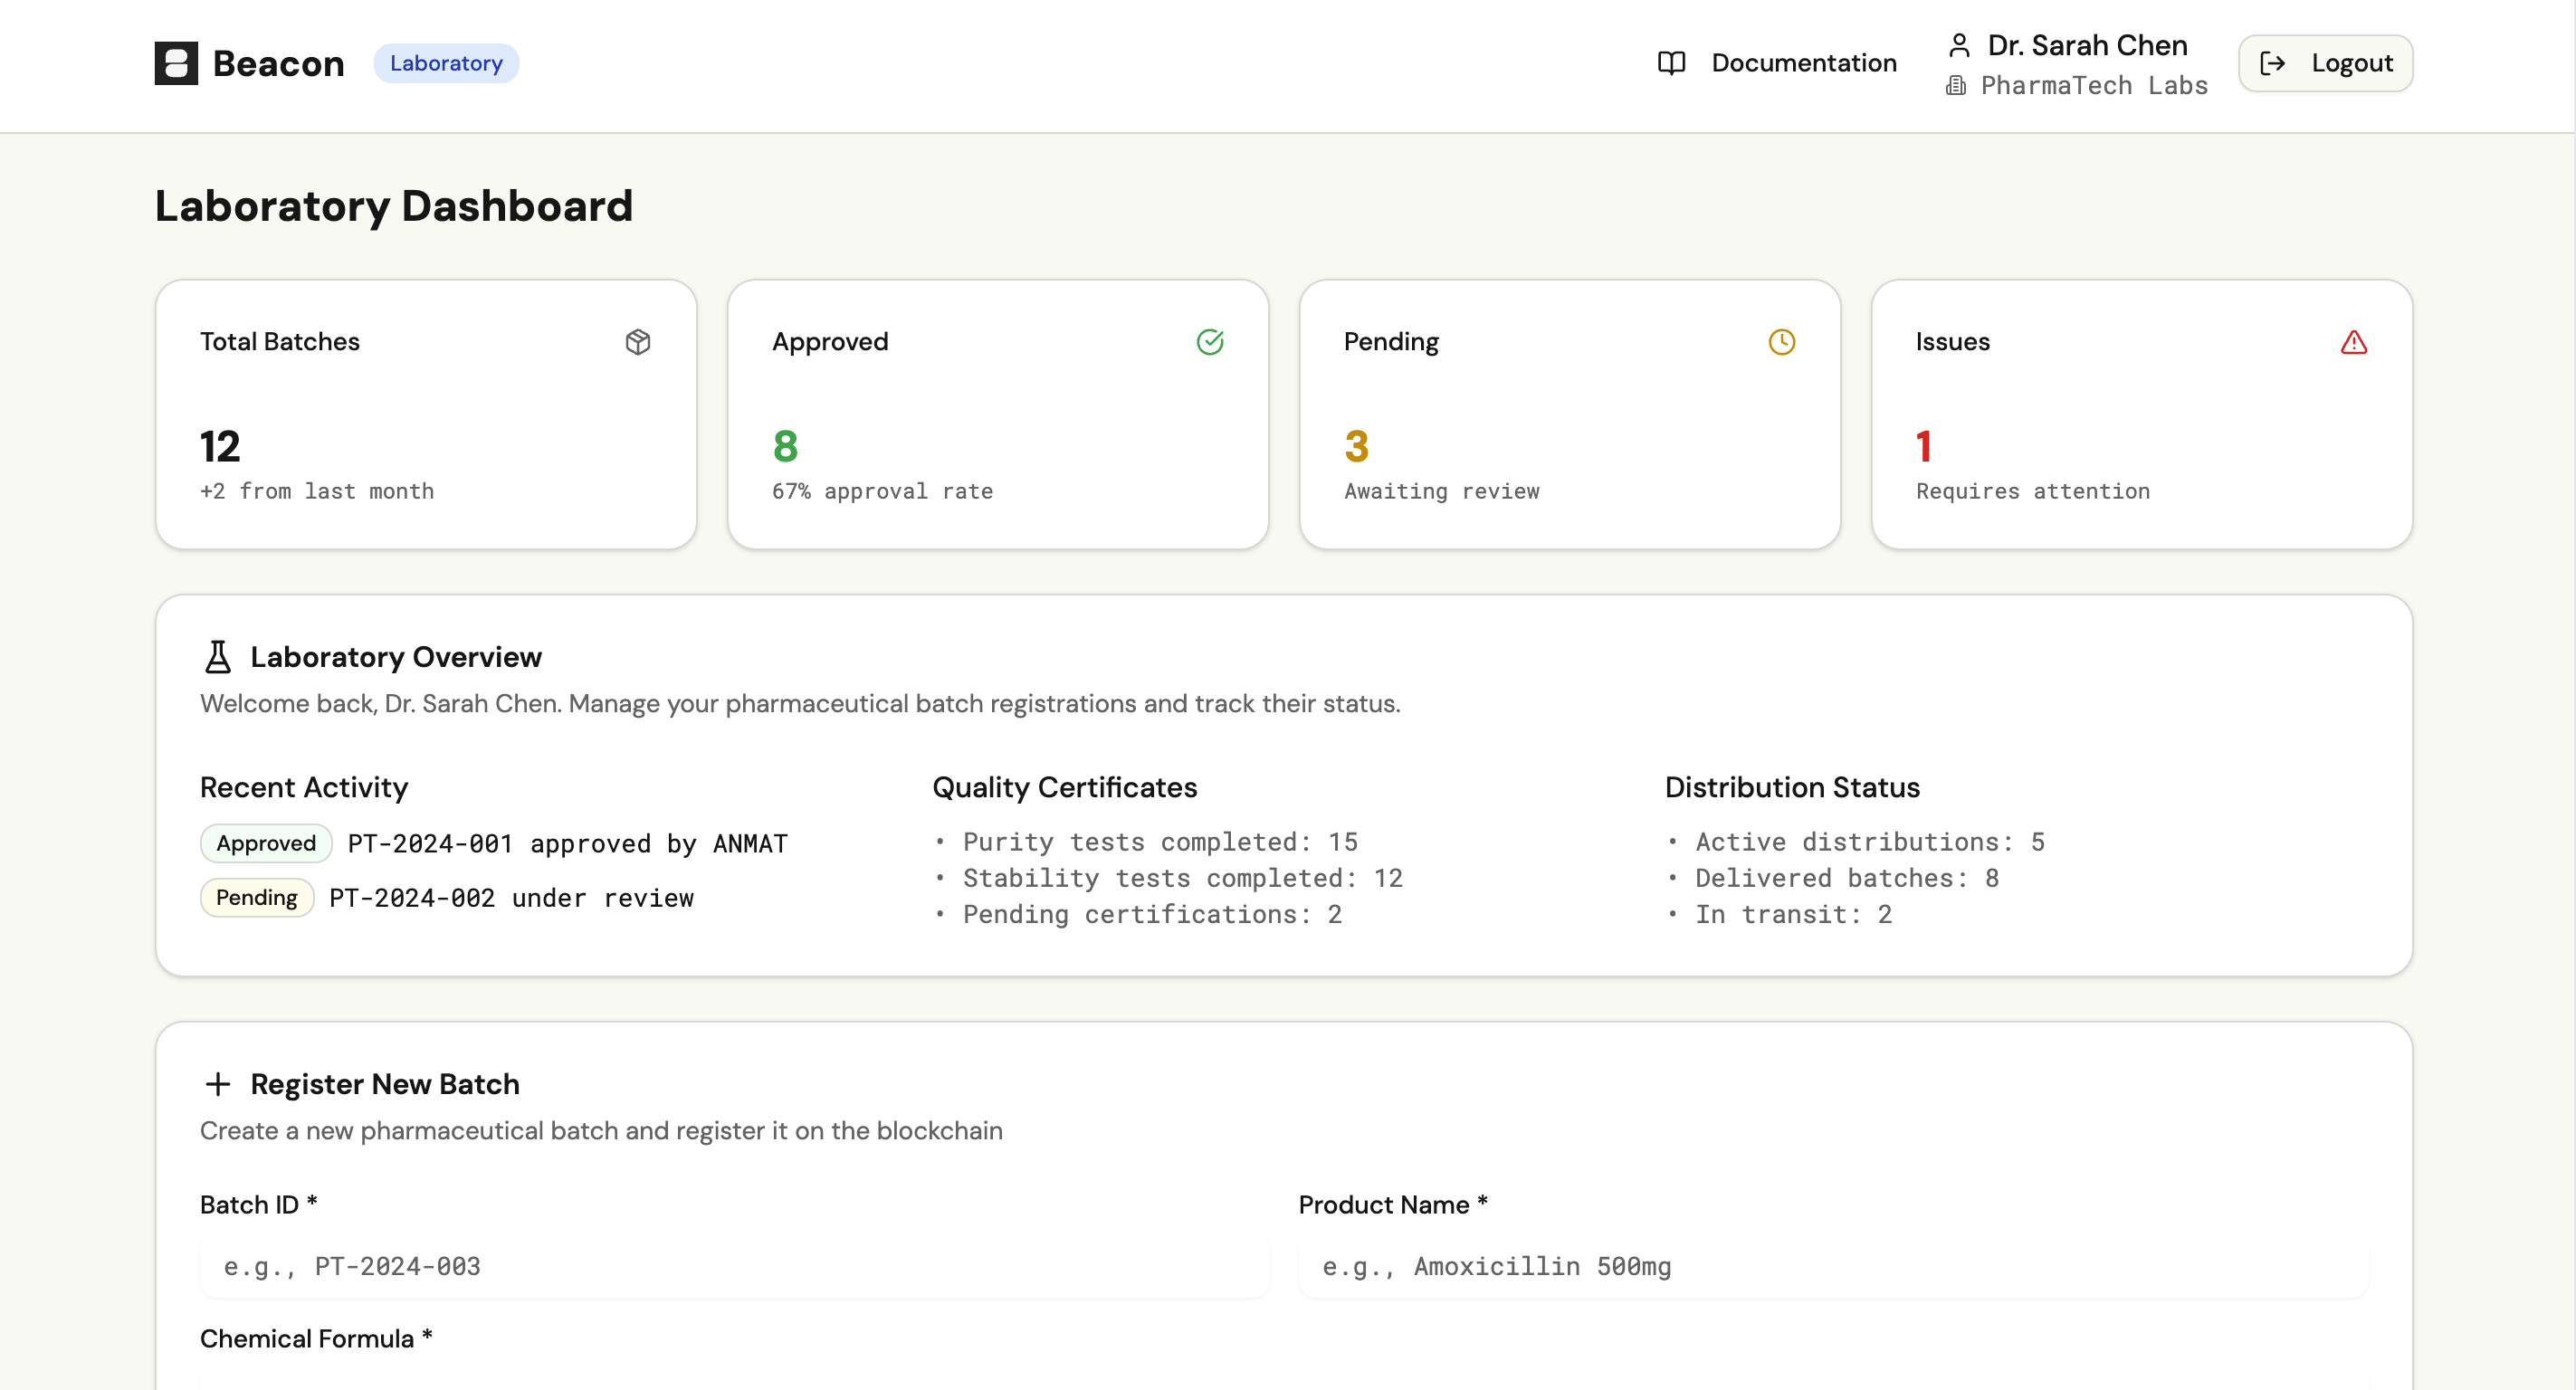 Beacon
Laboratory
Documentation
Dr. Sarah Chen
PharmaTech Labs
Logout
Laboratory Dashboard
Total Batches
12
+2 from last month
Approved
8
67% approval rate
Pending
3
Awaiting review
Issues
1
Requires attention
Laboratory Overview
Welcome back, Dr. Sarah Chen. Manage your pharmaceutical batch registrations and track their status.
Recent Activity
Approved PT-2024-001 approved by ANMAT
Pending PT-2024-002 under review
Quality Certificates
• Purity tests completed: 15
• Stability tests completed: 12
• Pending certifications: 2
Distribution Status
• Active distributions: 5
• Delivered batches: 8
• In transit: 2
Register New Batch
Create a new pharmaceutical batch and register it on the blockchain
Batch ID *
e.g., PT-2024-003
Product Name *
e.g., Amoxicillin 500mg
Chemical Formula *